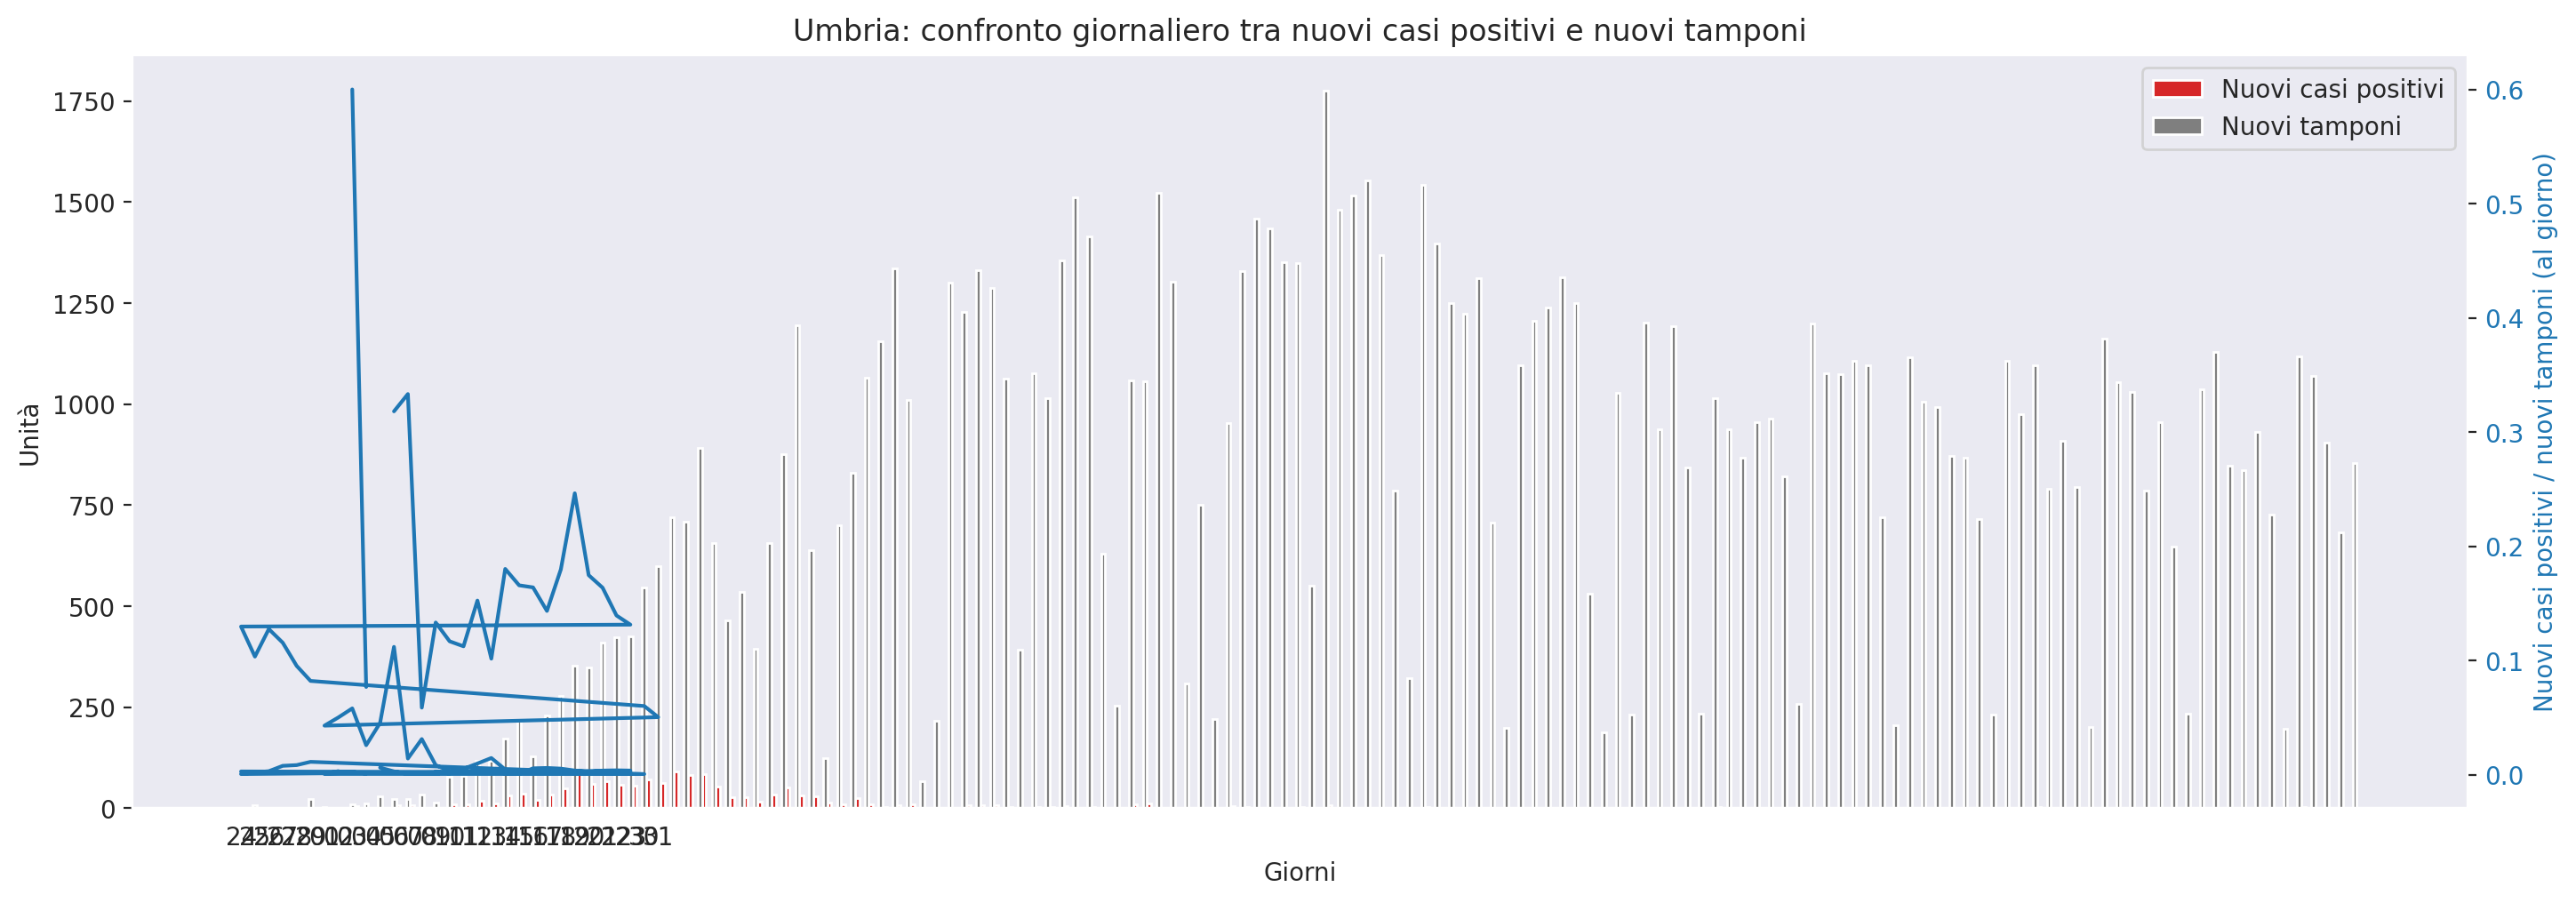 Umbria: confronto giornaliero tra nuovi casi positivi e nuovi tamponi
Nuovi casi positivi
Nuovi tamponi
1750
1500
1250
1000
750
500
250
0
Unità
0.6
0.5
0.4
0.3
0.2
0.1
0.0
Nuovi casi positivi / nuovi tamponi (al giorno)
Giorni